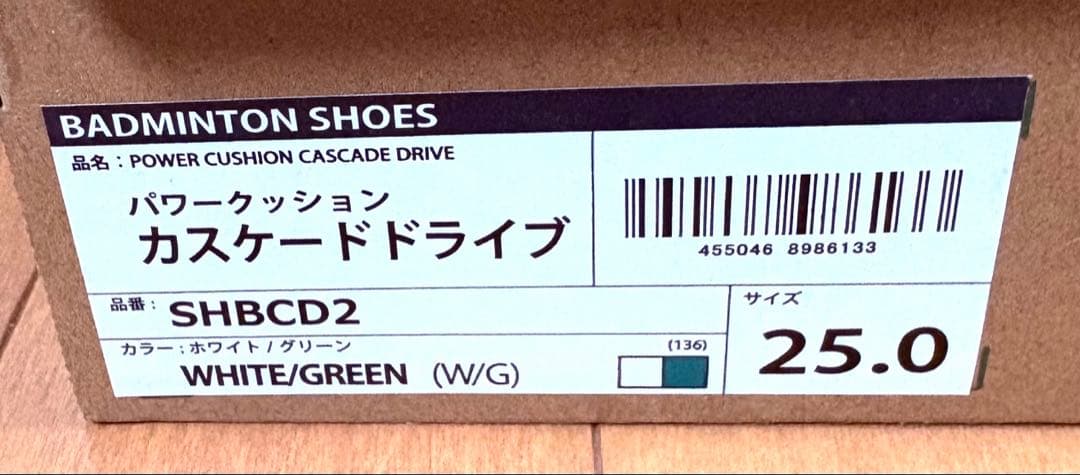 BADMINTON SHOES
品名：POWER CUSHION CASCADE DRIVE
パワークッション
カスケードドライブ
455046 8986133
品番： SHBCD2
カラー：ホワイト / グリーン
WHITE/GREEN (W/G)
(136)
サイズ
25.0